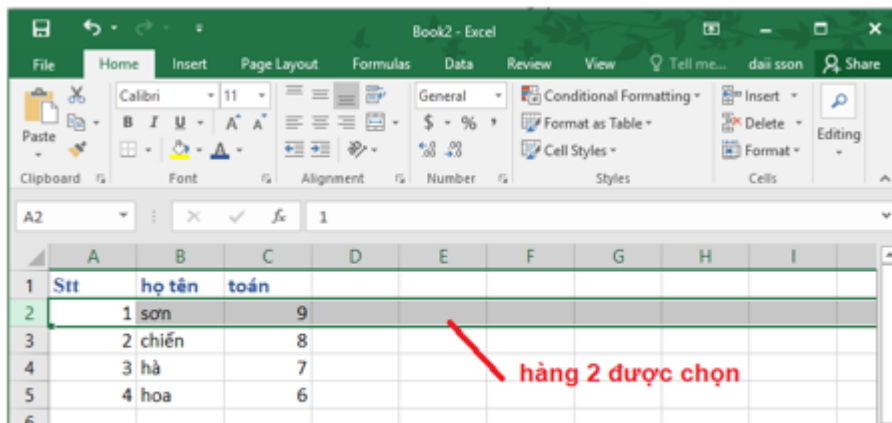 Book2 - Excel
File Home Insert Page Layout Formulas Data Review View Tell me... daii sson Share
Calibri 11 General Conditional Formatting Insert
Paste B I U A A $ % , Format as Table Delete Editing
A Cell Styles Format
Clipboard Font Alignment Number Styles Cells
A2 fx 1
A B C D E F G H I
1 Stt họ tên toán
2 1 sơn 9
3 2 chiến 8
4 3 hà 7
5 4 hoa 6
hàng 2 được chọn
6